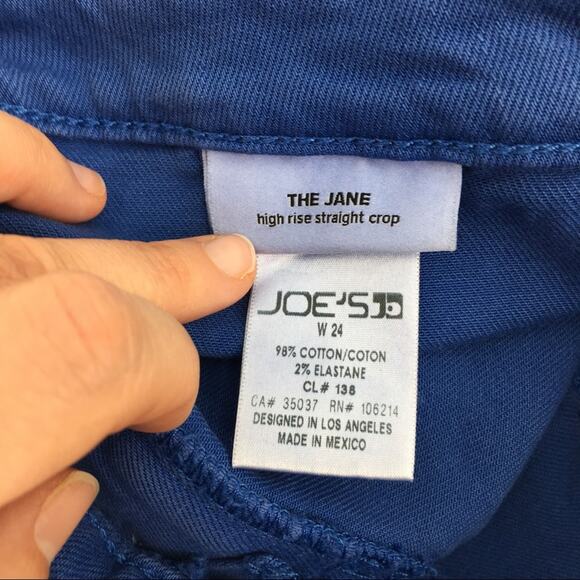 THE JANE
high rise straight crop
JOE'S
W 24
98% COTTON/COTON
2% ELASTANE
CL# 138
CA# 35037 RN# 106214
DESIGNED IN LOS ANGELES
MADE IN MEXICO